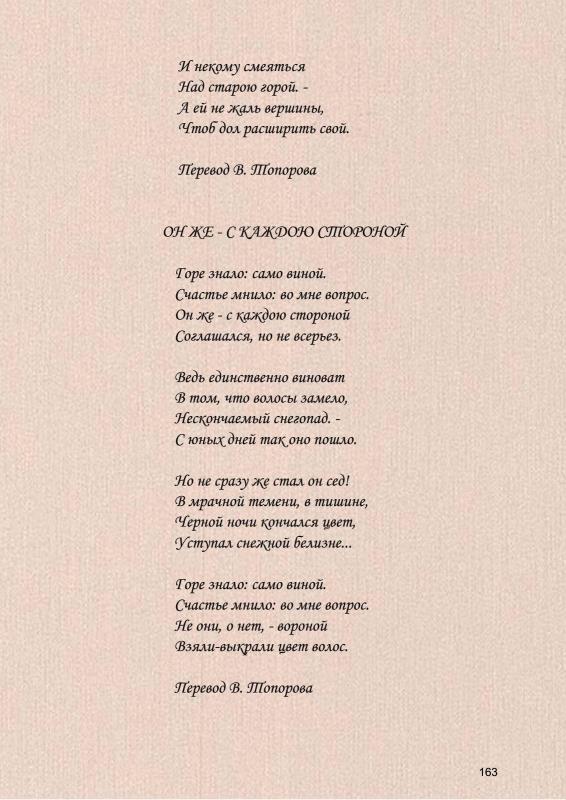 И некому смеяться
Над старою горой. -
А ей не жаль вершины,
Чтоб дол расширить свой.
Перевод В. Топорова
ОН ЖЕ - С КАЖДОЮ СТОРОНОЙ
Горе знало: само виной.
Счастье мнило: во мне вопрос.
Он же - с каждою стороной
Соглашался, но не всерьез.
Ведь единственно виноват
В том, что волосы замело,
Нескончаемый снегопад. -
С юных дней так оно пошло.
Но не сразу же стал он сед!
В мрачной темени, в тишине,
Черной ночи кончался цвет,
Уступал снежной белизне...
Горе знало: само виной.
Счастье мнило: во мне вопрос.
Не они, о нет, - вороной
Взяли-выкрали цвет волос.
Перевод В. Топорова
163